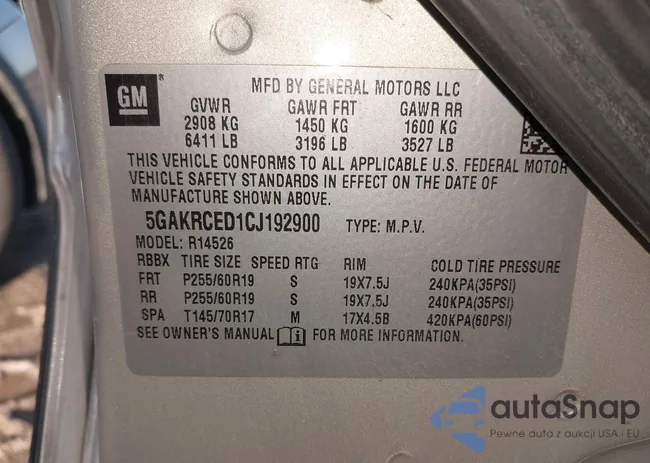 GM
MFD BY GENERAL MOTORS LLC
GVWR GAWR FRT GAWR RR
2908 KG 1450 KG 1600 KG
6411 LB 3196 LB 3527 LB
THIS VEHICLE CONFORMS TO ALL APPLICABLE U.S. FEDERAL MOTOR
VEHICLE SAFETY STANDARDS IN EFFECT ON THE DATE OF
MANUFACTURE SHOWN ABOVE.
5GAKRCED1CJ192900 TYPE: M.P.V.
MODEL: R14526
RBBX TIRE SIZE SPEED RTG RIM COLD TIRE PRESSURE
FRT P255/60R19 S 19X7.5J 240KPA(35PSI)
RR P255/60R19 S 19X7.5J 240KPA(35PSI)
SPA T145/70R17 M 17X4.5B 420KPA(60PSI)
SEE OWNER'S MANUAL FOR MORE INFORMATION.
autaSnap
Pewne auta z aukcji USA i EU